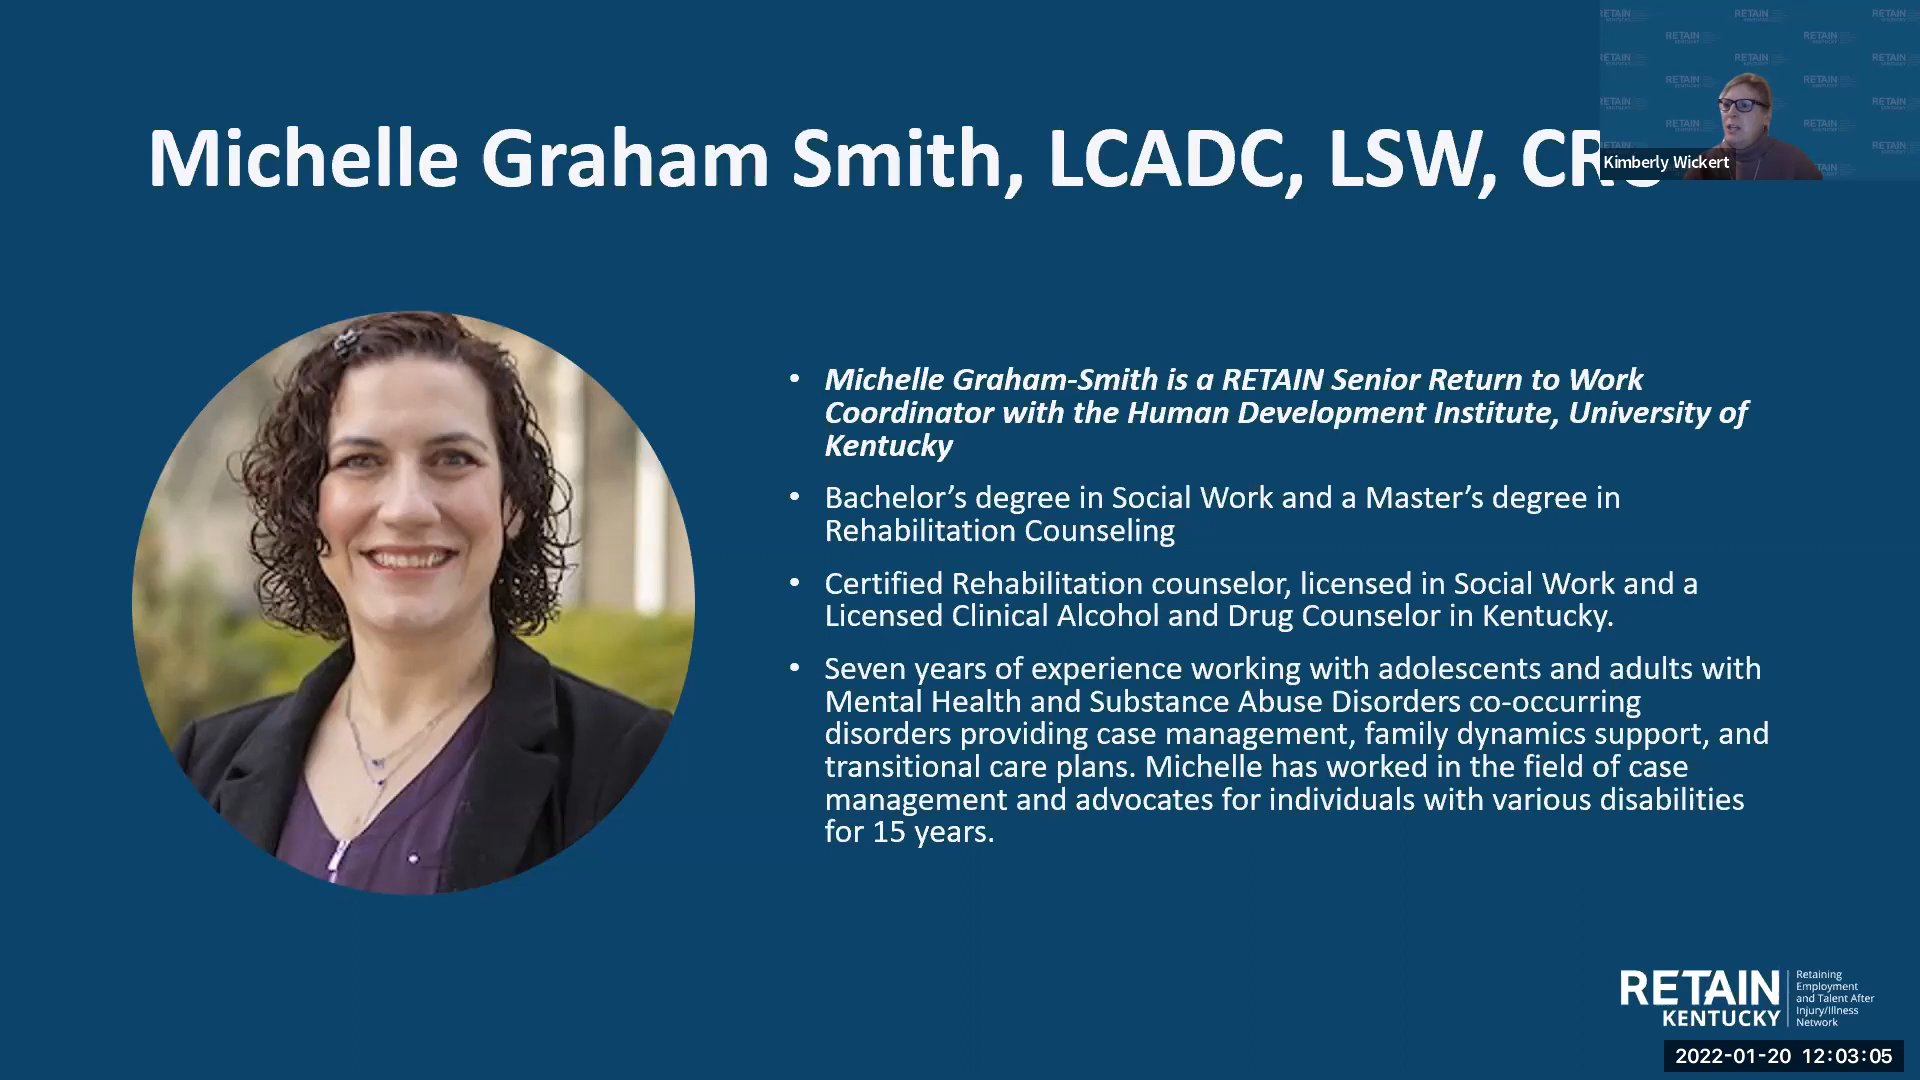 Michelle Graham Smith, LCADC, LSW,
Kimberly Wickert
• Michelle Graham-Smith is a RETAIN Senior Return to Work
Coordinator with the Human Development Institute, University of
Kentucky
• Bachelor’s degree in Social Work and a Master’s degree in
Rehabilitation Counseling
• Certified Rehabilitation counselor, licensed in Social Work and a
Licensed Clinical Alcohol and Drug Counselor in Kentucky.
• Seven years of experience working with adolescents and adults with
Mental Health and Substance Abuse Disorders co-occurring
disorders providing case management, family dynamics support, and
transitional care plans. Michelle has worked in the field of case
management and advocates for individuals with various disabilities
for 15 years.
RETAIN
KENTUCKY
Retaining
Employment
and Talent After
Injury/Illness
Network
2022-01-20 12:03:05